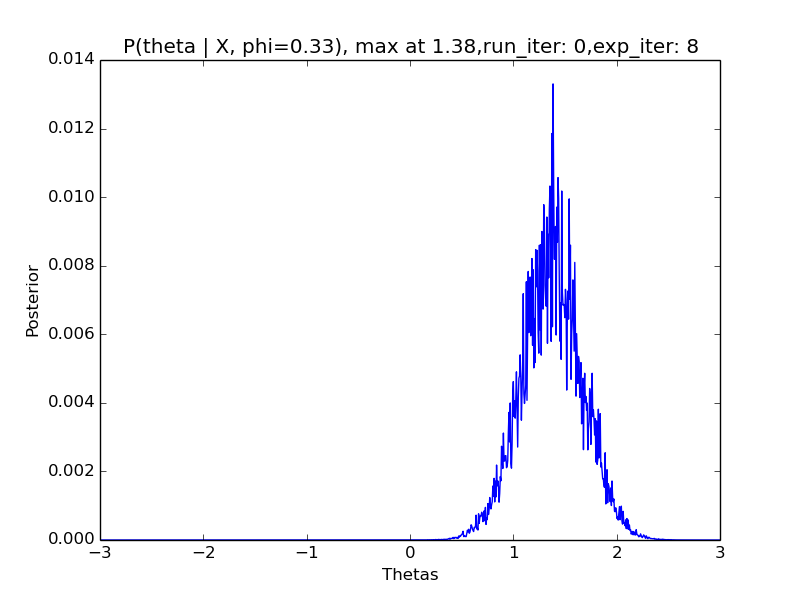 P(theta | X, phi=0.33), max at 1.38,run_iter: 0,exp_iter: 8
0.014
0.012
0.010
0.008
0.006
0.004
0.002
0.000
Posterior
−3 −2 −1 0 1 2 3
Thetas